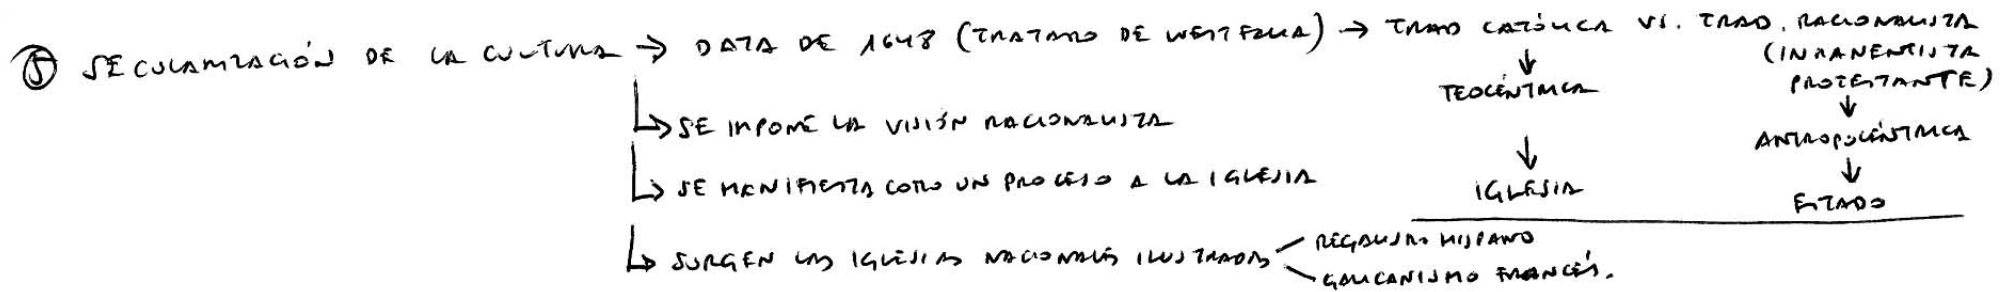 5 SECULARIZACIÓN DE LA CULTURA → DATA DE 1648 (TRATADO DE WESTFALIA) → TRAD CATÓLICA VS. TRAD. RACIONALISTA
(INMANENTISTA
PROTESTANTE)
↓ TEOCÉNTRICA
↓ ANTROPOCÉNTRICA
↳ SE IMPONE LA VISIÓN RACIONALISTA
↓ IGLESIA
↓ ESTADO
↳ SE MANIFIESTA COMO UN PROCESO A LA IGLESIA
↳ SURGEN LAS IGLESIAS NACIONALES ILUSTRADAS
REGALISMO HISPANO
GALICANISMO FRANCÉS.